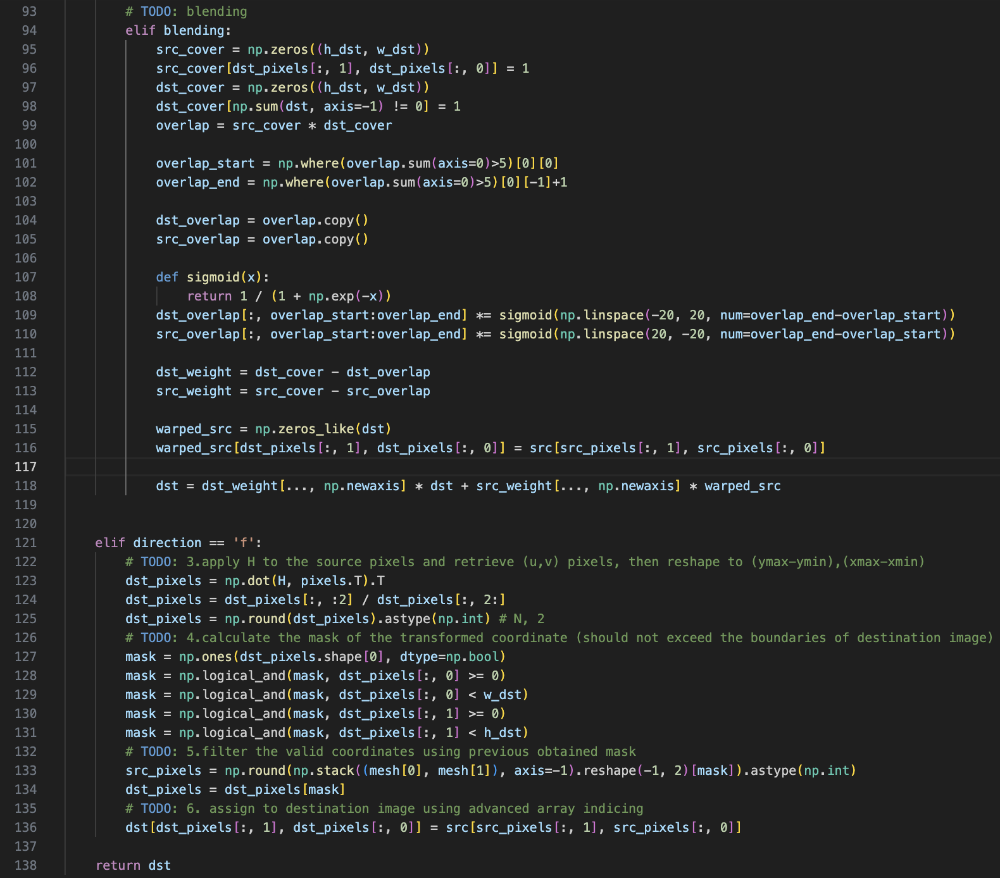 93 # TODO: blending
94 elif blending:
95 src_cover = np.zeros((h_dst, w_dst))
96 src_cover[dst_pixels[:, 1], dst_pixels[:, 0]] = 1
97 dst_cover = np.zeros((h_dst, w_dst))
98 dst_cover[np.sum(dst, axis=-1) != 0] = 1
99 overlap = src_cover * dst_cover
100
101 overlap_start = np.where(overlap.sum(axis=0)>5)[0][0]
102 overlap_end = np.where(overlap.sum(axis=0)>5)[0][-1]+1
103
104 dst_overlap = overlap.copy()
105 src_overlap = overlap.copy()
106
107 def sigmoid(x):
108 return 1 / (1 + np.exp(-x))
109 dst_overlap[:, overlap_start:overlap_end] *= sigmoid(np.linspace(-20, 20, num=overlap_end-overlap_start))
110 src_overlap[:, overlap_start:overlap_end] *= sigmoid(np.linspace(20, -20, num=overlap_end-overlap_start))
111
112 dst_weight = dst_cover - dst_overlap
113 src_weight = src_cover - src_overlap
114
115 warped_src = np.zeros_like(dst)
116 warped_src[dst_pixels[:, 1], dst_pixels[:, 0]] = src[src_pixels[:, 1], src_pixels[:, 0]]
117
118 dst = dst_weight[..., np.newaxis] * dst + src_weight[..., np.newaxis] * warped_src
119
120
121 elif direction == 'f':
122 # TODO: 3.apply H to the source pixels and retrieve (u,v) pixels, then reshape to (ymax-ymin),(xmax-xmin)
123 dst_pixels = np.dot(H, pixels.T).T
124 dst_pixels = dst_pixels[:, :2] / dst_pixels[:, 2:]
125 dst_pixels = np.round(dst_pixels).astype(np.int) # N, 2
126 # TODO: 4.calculate the mask of the transformed coordinate (should not exceed the boundaries of destination image)
127 mask = np.ones(dst_pixels.shape[0], dtype=np.bool)
128 mask = np.logical_and(mask, dst_pixels[:, 0] >= 0)
129 mask = np.logical_and(mask, dst_pixels[:, 0] < w_dst)
130 mask = np.logical_and(mask, dst_pixels[:, 1] >= 0)
131 mask = np.logical_and(mask, dst_pixels[:, 1] < h_dst)
132 # TODO: 5.filter the valid coordinates using previous obtained mask
133 src_pixels = np.round(np.stack((mesh[0], mesh[1]), axis=-1).reshape(-1, 2)[mask]).astype(np.int)
134 dst_pixels = dst_pixels[mask]
135 # TODO: 6. assign to destination image using advanced array indicing
136 dst[dst_pixels[:, 1], dst_pixels[:, 0]] = src[src_pixels[:, 1], src_pixels[:, 0]]
137
138 return dst